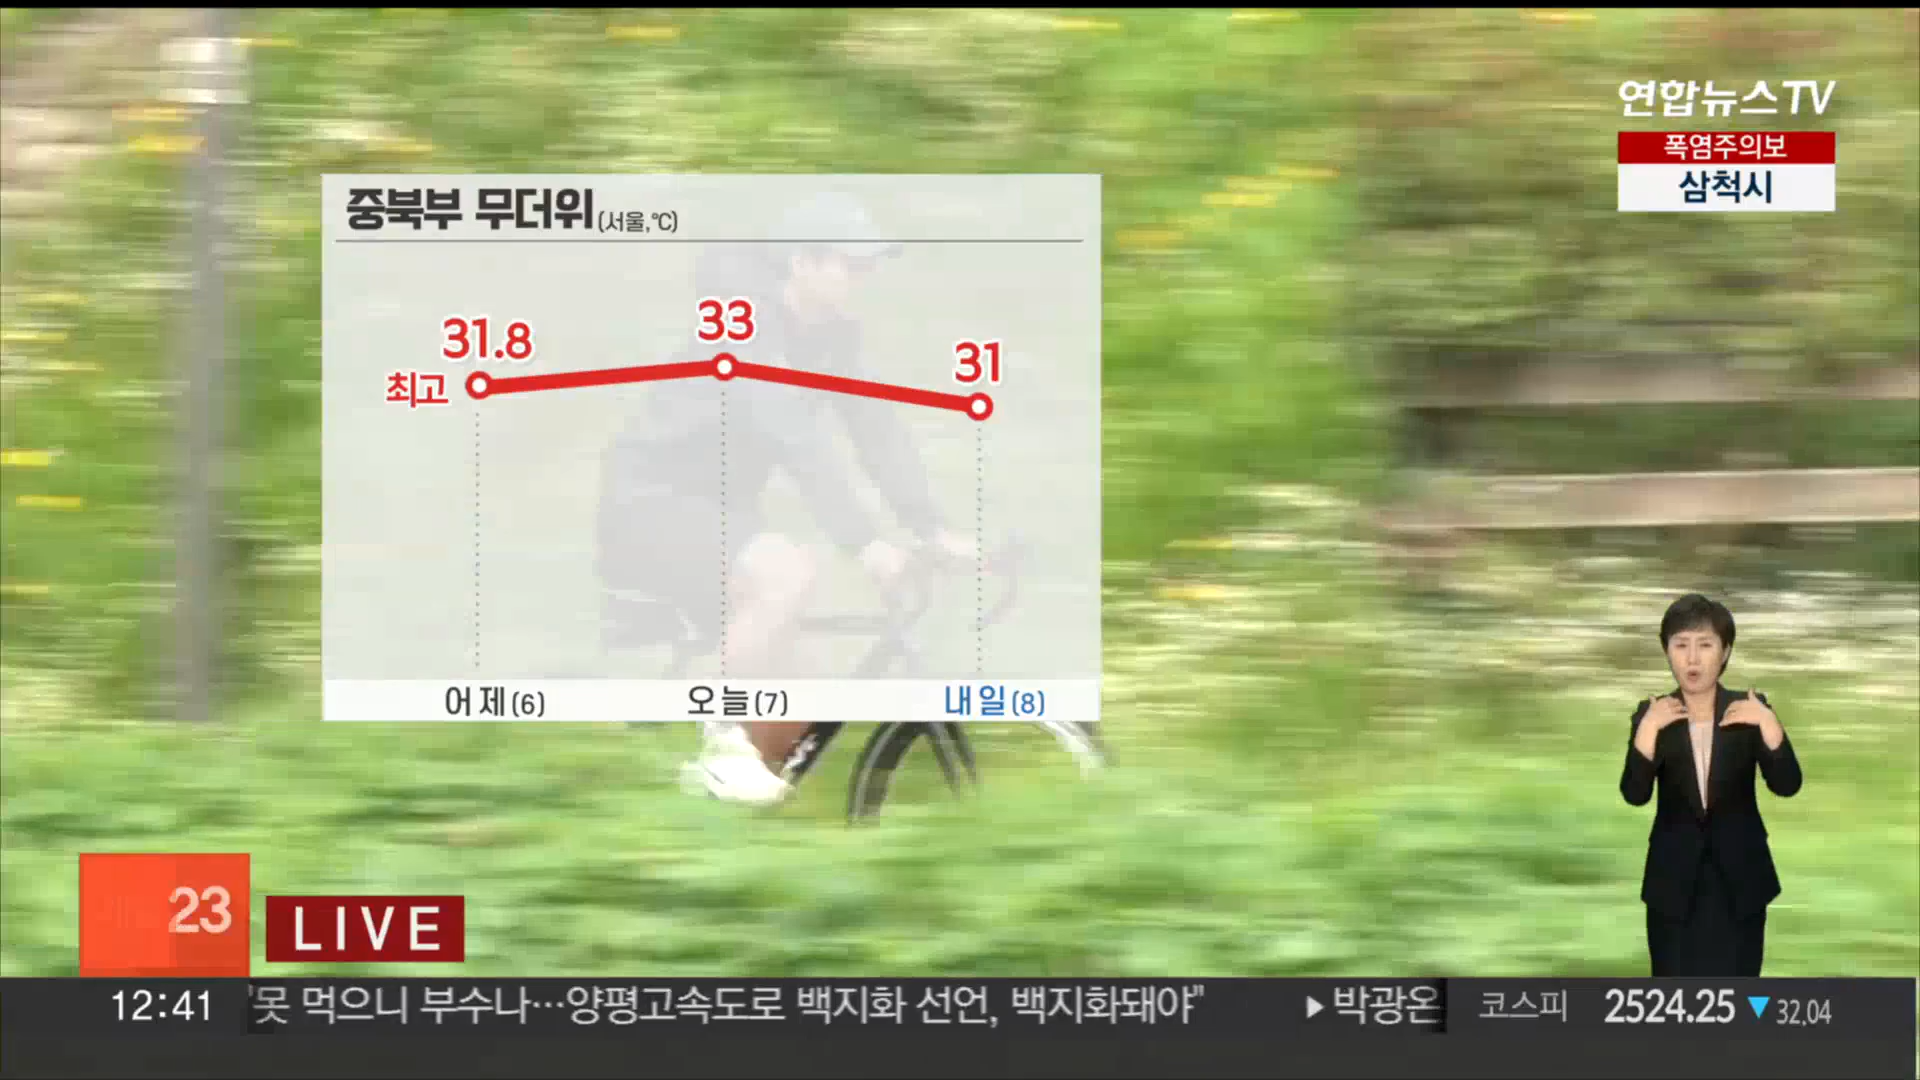 연합뉴스TV
폭염주의보
삼척시
중북부 무더위(서울,℃)
31.8
33
31
최고
어제(6)
오늘(7)
내일(8)
23
LIVE
12:41
"못 먹으니 부수나…양평고속도로 백지화 선언, 백지화돼야" ▶박광온
코스피 2524.25 ▼ 32.04